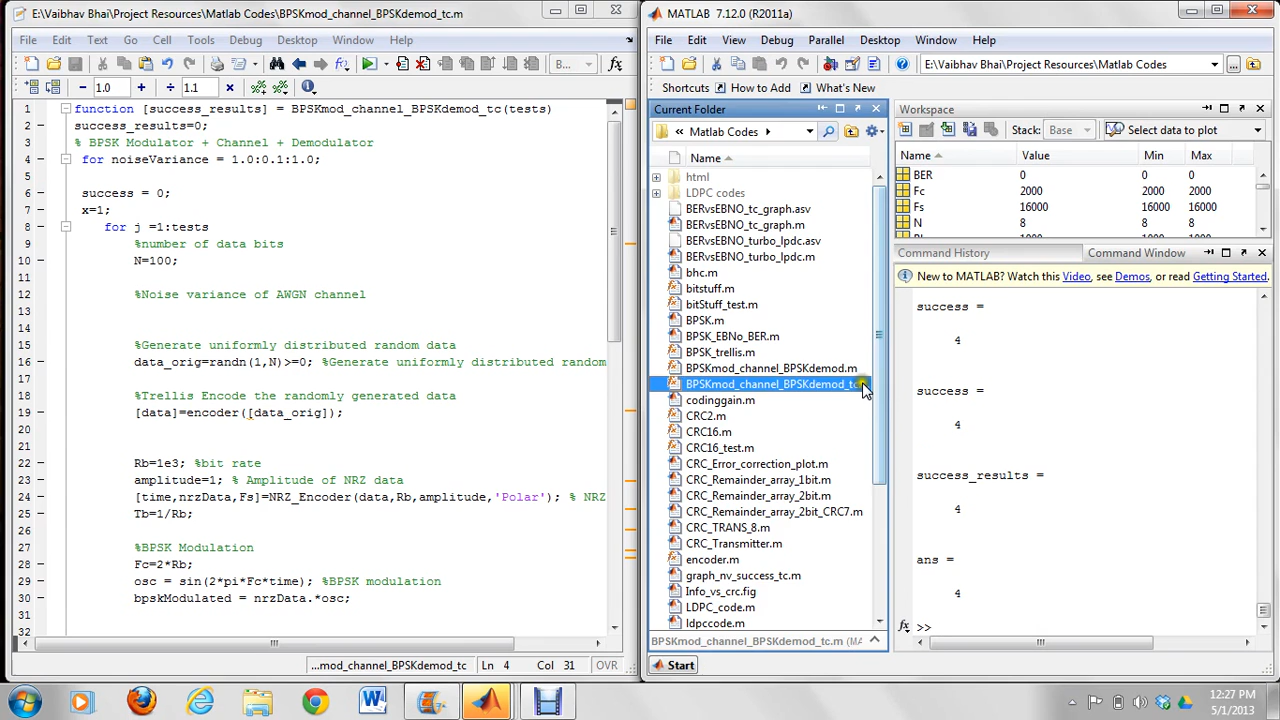 E:\Vaibhav Bhai\Project Resources\Matlab Codes\BPSKmod_channel_BPSKdemod_tc.m
File Edit Text Go Cell Tools Debug Desktop Window Help
B...
fx
1.0 1.1
1 function [success_results] = BPSKmod_channel_BPSKdemod_tc(tests)
2 success_results=0;
3 % BPSK Modulator + Channel + Demodulator
4 for noiseVariance = 1.0:0.1:1.0;
5
6 success = 0;
7 x=1;
8 for j =1:tests
9 %number of data bits
10 N=100;
11
12 %Noise variance of AWGN channel
13
14
15 %Generate uniformly distributed random data
16 data_orig=randn(1,N)>=0; %Generate uniformly distributed random
17
18 %Trellis Encode the randomly generated data
19 [data]=encoder([data_orig]);
20
21
22 Rb=1e3; %bit rate
23 amplitude=1; % Amplitude of NRZ data
24 [time,nrzData,Fs]=NRZ_Encoder(data,Rb,amplitude,'Polar'); % NRZ
25 Tb=1/Rb;
26
27 %BPSK Modulation
28 Fc=2*Rb;
29 osc = sin(2*pi*Fc*time); %BPSK modulation
30 bpskModulated = nrzData.*osc;
31
32
...mod_channel_BPSKdemod_tc Ln 4 Col 31 OVR
MATLAB 7.12.0 (R2011a)
File Edit View Debug Parallel Desktop Window Help
E:\Vaibhav Bhai\Project Resources\Matlab Codes
Shortcuts How to Add What's New
Current Folder
« Matlab Codes
Name
html
LDPC codes
BERvsEBNO_tc_graph.asv
BERvsEBNO_tc_graph.m
BERvsEBNO_turbo_lpdc.asv
BERvsEBNO_turbo_lpdc.m
bhc.m
bitstuff.m
bitStuff_test.m
BPSK.m
BPSK_EBNo_BER.m
BPSK_trellis.m
BPSKmod_channel_BPSKdemod.m
BPSKmod_channel_BPSKdemod_tc
codinggain.m
CRC2.m
CRC16.m
CRC16_test.m
CRC_Error_correction_plot.m
CRC_Remainder_array_1bit.m
CRC_Remainder_array_2bit.m
CRC_Remainder_array_2bit_CRC7.m
CRC_TRANS_8.m
CRC_Transmitter.m
encoder.m
graph_nv_success_tc.m
Info_vs_crc.fig
LDPC_code.m
ldpccode.m
BPSKmod_channel_BPSKdemod_tc.m (MA
Start
Workspace
Stack: Base Select data to plot
Name Value Min Max
BER 0 0 0
Fc 2000 2000 2000
Fs 16000 16000 16000
N 8 8 8
Command History Command Window
New to MATLAB? Watch this Video, see Demos, or read Getting Started.
success =
4
success =
4
success_results =
4
ans =
4
fx >>
12:27 PM
5/1/2013